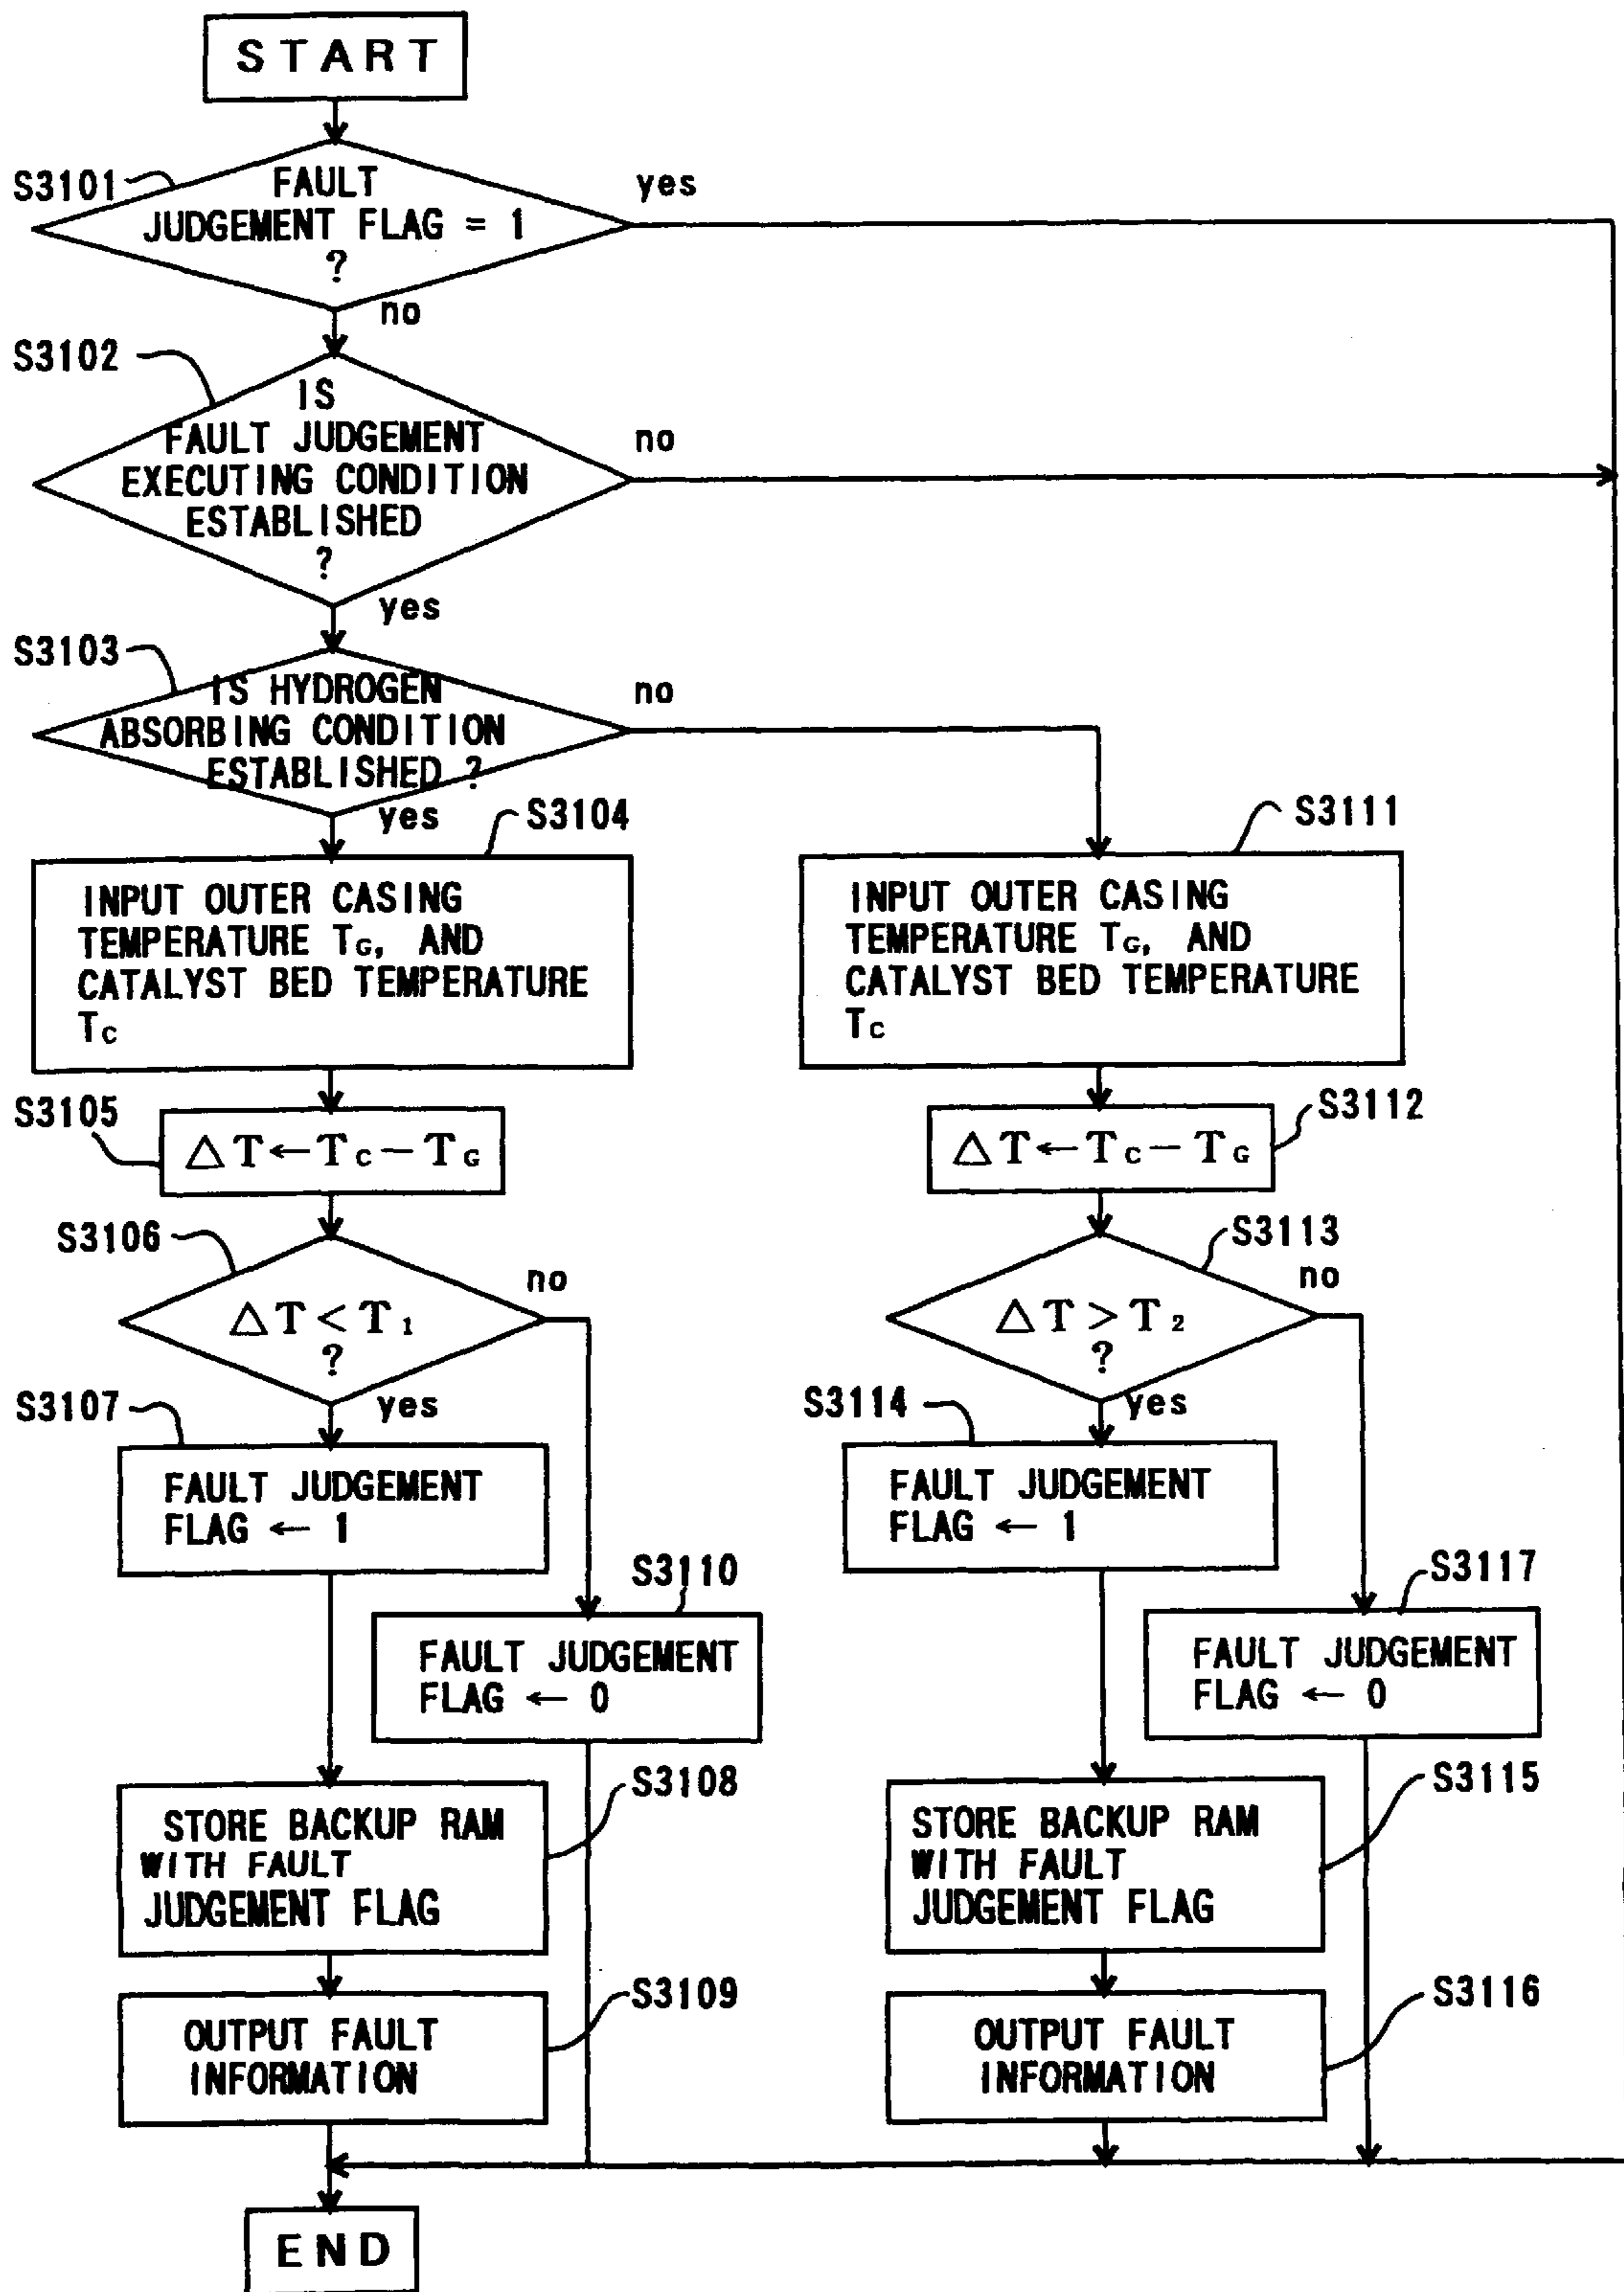 START
S3101
FAULT
JUDGEMENT FLAG = 1
?
yes
no
S3102
IS
FAULT JUDGEMENT
EXECUTING CONDITION
ESTABLISHED
?
no
yes
S3103
IS HYDROGEN
ABSORBING CONDITION
ESTABLISHED ?
no
yes
S3104
INPUT OUTER CASING
TEMPERATURE TG, AND
CATALYST BED TEMPERATURE
TC
S3111
INPUT OUTER CASING
TEMPERATURE TG, AND
CATALYST BED TEMPERATURE
TC
S3105
△T←TC−TG
S3112
△T←TC−TG
S3106
△T<T1
?
no
yes
S3113
△T>T2
?
no
yes
S3107
FAULT JUDGEMENT
FLAG ← 1
S3114
FAULT JUDGEMENT
FLAG ← 1
S3110
FAULT JUDGEMENT
FLAG ← 0
S3117
FAULT JUDGEMENT
FLAG ← 0
S3108
STORE BACKUP RAM
WITH FAULT
JUDGEMENT FLAG
S3115
STORE BACKUP RAM
WITH FAULT
JUDGEMENT FLAG
S3109
OUTPUT FAULT
INFORMATION
S3116
OUTPUT FAULT
INFORMATION
END